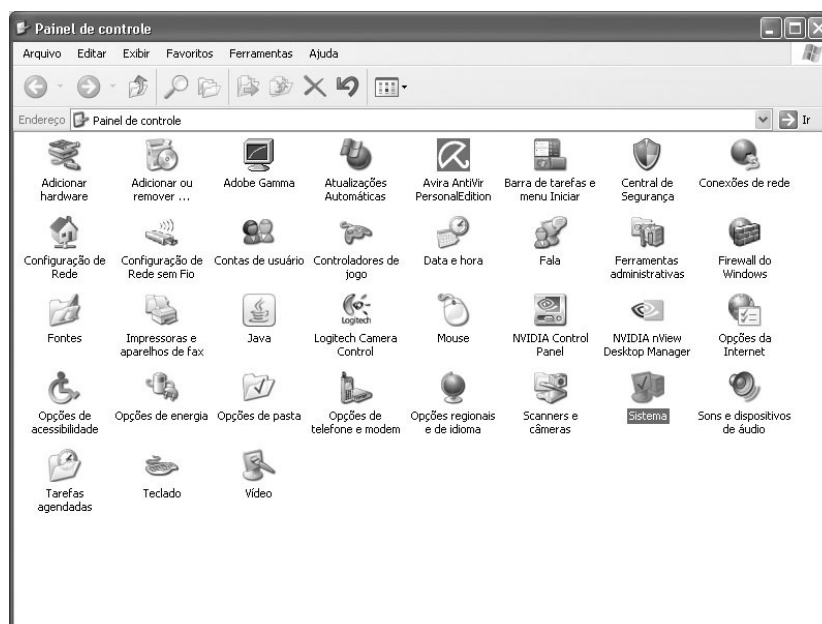 Painel de controle
Arquivo Editar Exibir Favoritos Ferramentas Ajuda
Endereço Painel de controle Ir
Adicionar hardware
Adicionar ou remover ...
Adobe Gamma
Atualizações Automáticas
Avira AntiVir PersonalEdition
Barra de tarefas e menu Iniciar
Central de Segurança
Conexões de rede
Configuração de Rede
Configuração de Rede sem Fio
Contas de usuário
Controladores de jogo
Data e hora
Fala
Ferramentas administrativas
Firewall do Windows
Fontes
Impressoras e aparelhos de fax
Java
Logitech
Logitech Camera Control
Mouse
NVIDIA Control Panel
NVIDIA nView Desktop Manager
Opções da Internet
Opções de acessibilidade
Opções de energia
Opções de pasta
Opções de telefone e modem
Opções regionais e de idioma
Scanners e câmeras
Sistema
Sons e dispositivos de áudio
Tarefas agendadas
Teclado
Vídeo